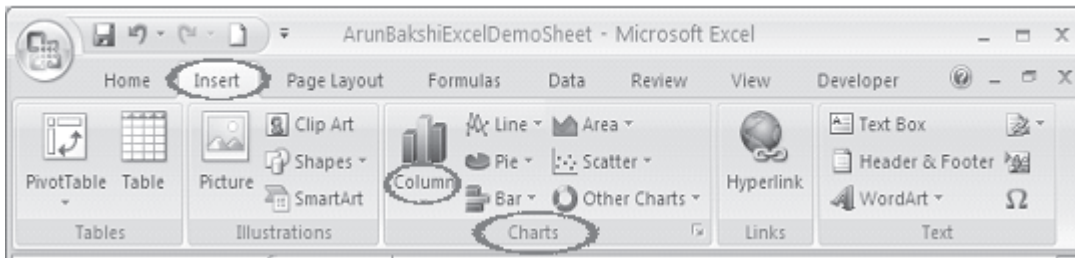 ArunBakshiExcelDemoSheet - Microsoft Excel
Home Insert Page Layout Formulas Data Review View Developer
PivotTable
Table
Picture
Clip Art
Shapes
SmartArt
Column
Line
Pie
Bar
Area
Scatter
Other Charts
Hyperlink
Text Box
Header & Footer
WordArt
Ω
Tables Illustrations Charts Links Text